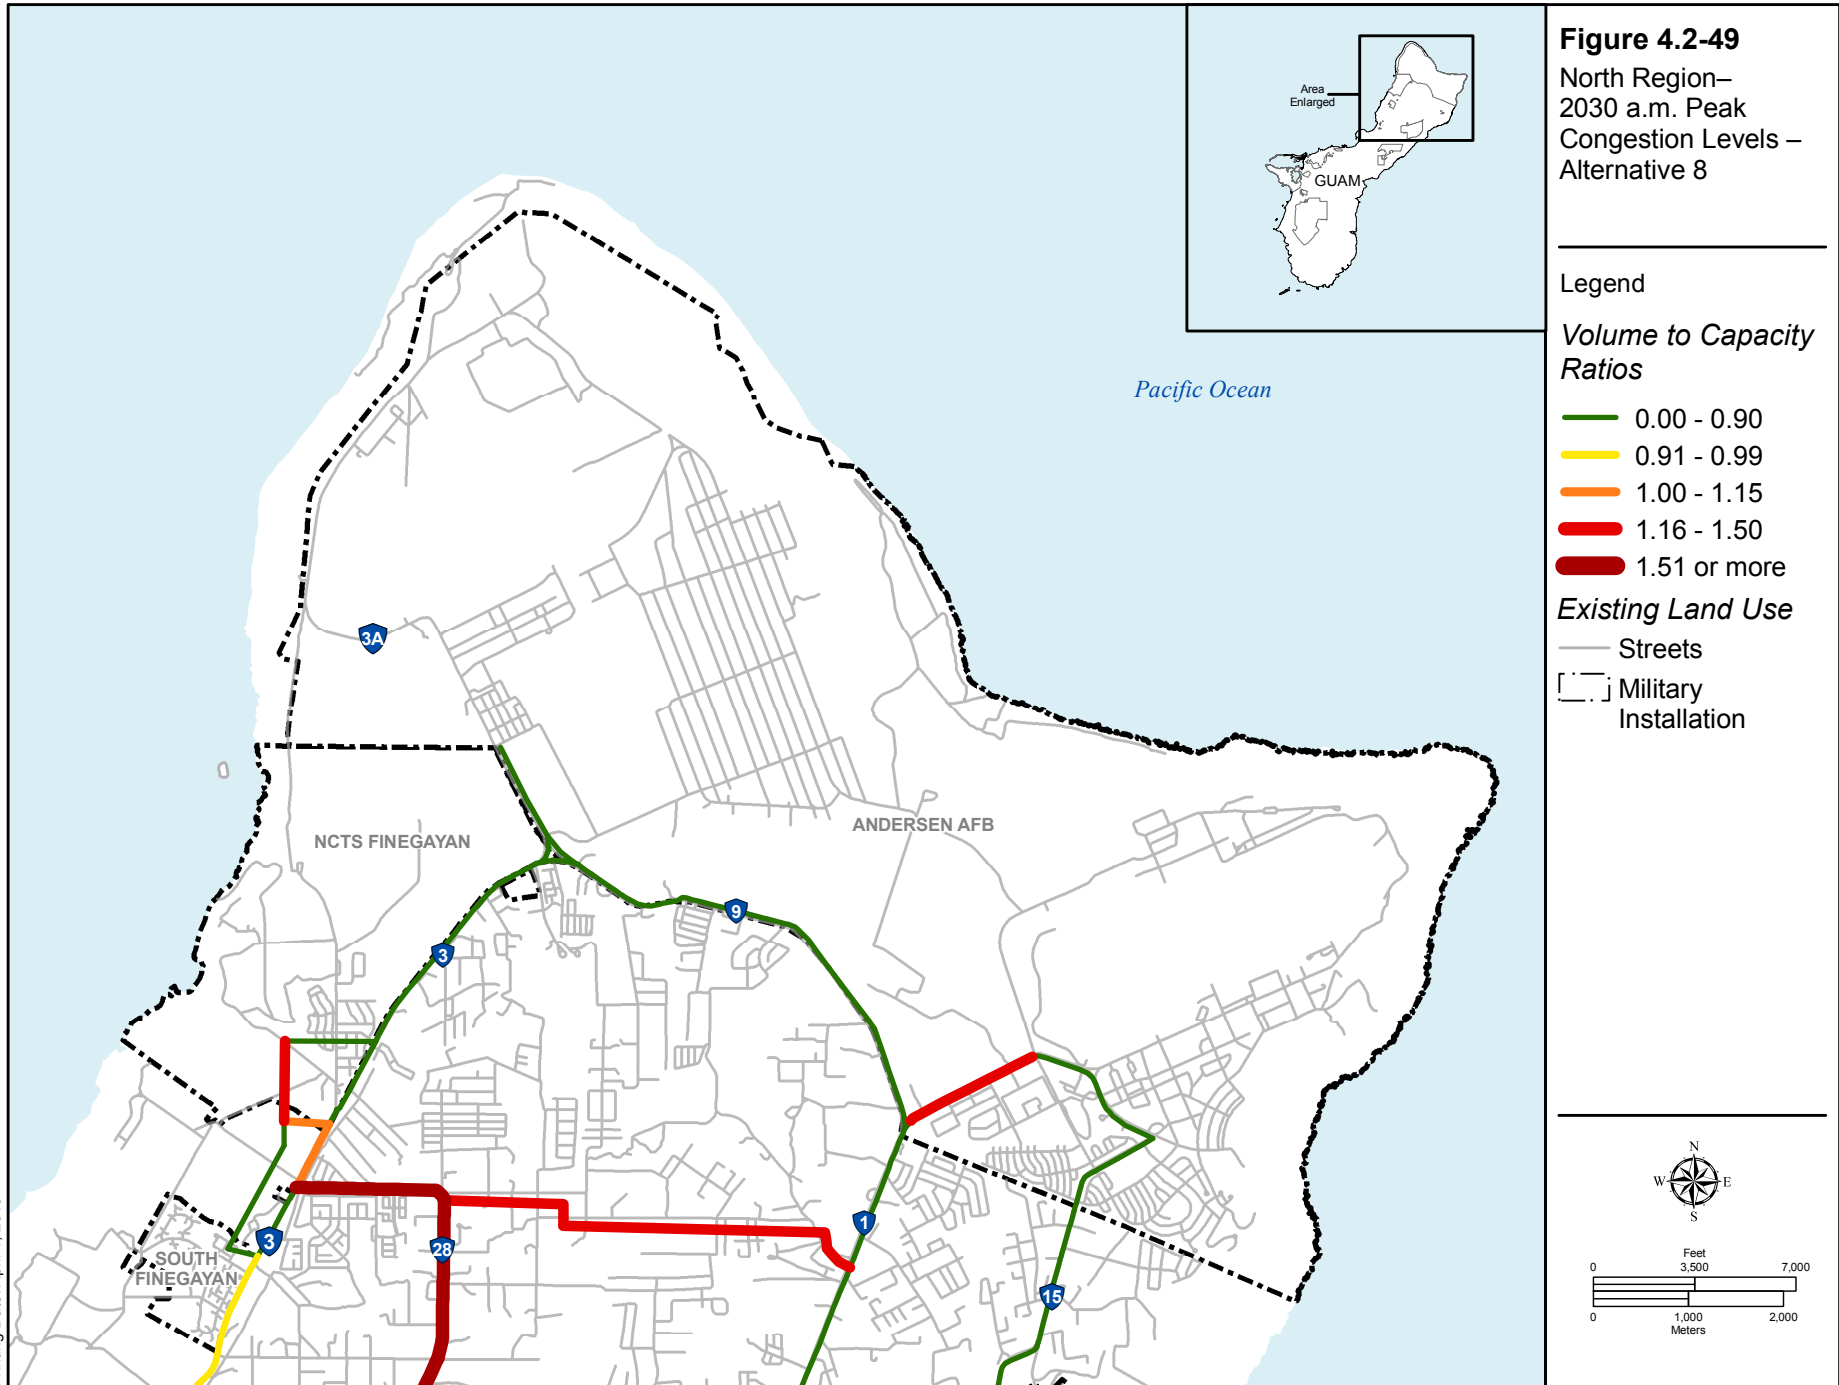 Figure 4.2-49
North Region–
2030 a.m. Peak
Congestion Levels –
Alternative 8
Legend
Volume to Capacity
Ratios
0.00 - 0.90
0.91 - 0.99
1.00 - 1.15
1.16 - 1.50
1.51 or more
Existing Land Use
Streets
Military
Installation
N
W E
S
Feet
0 3,500 7,000
0 1,000 2,000
Meters
Area
Enlarged
GUAM
Pacific Ocean
3A
NCTS FINEGAYAN
ANDERSEN AFB
9
3
1
3
28
SOUTH
FINEGAYAN
15